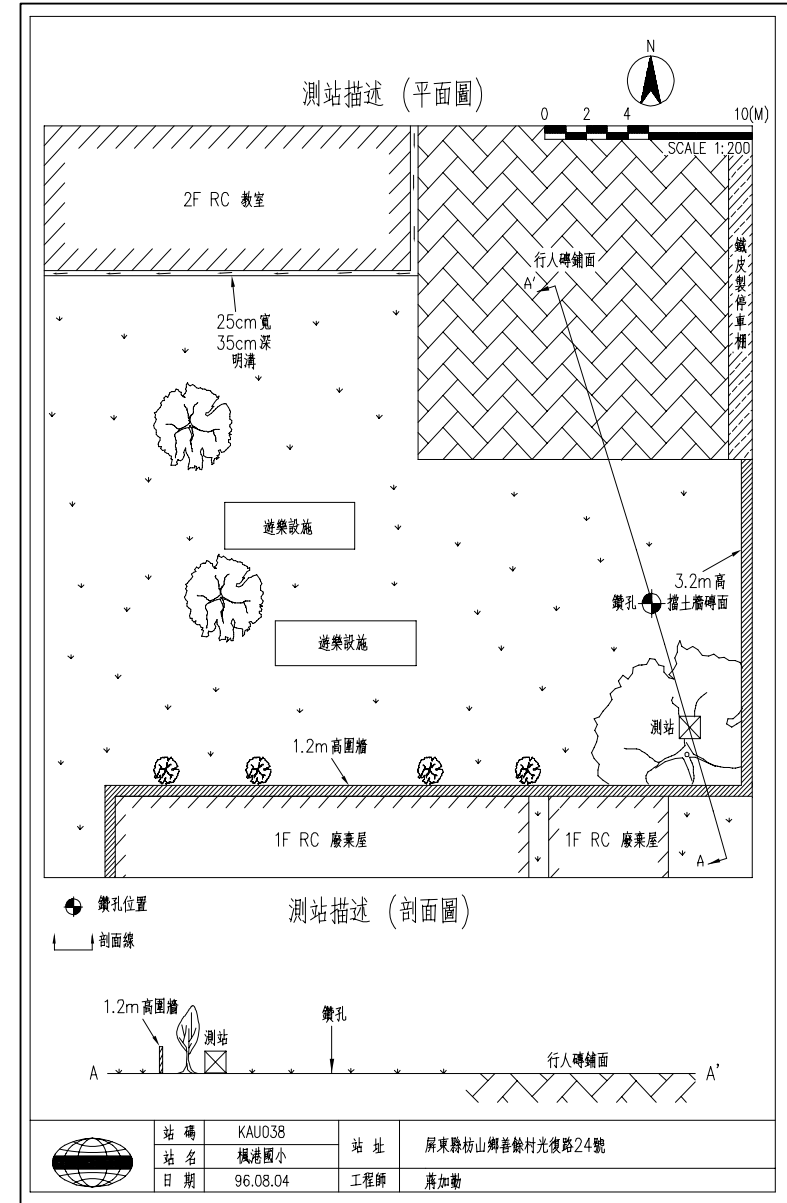 測站描述 (平面圖)
N
0 2 4 10(M)
SCALE 1:200
2F RC 教室
行人磚鋪面
A'
鐵皮製停車棚
25cm寬
35cm深
明溝
遊樂設施
3.2m高
擋土牆磚面
鑽孔
遊樂設施
測站
1.2m高圍牆
1F RC 廢棄屋
1F RC 廢棄屋
A
鑽孔位置
剖面線
測站描述 (剖面圖)
1.2m高圍牆
測站
鑽孔
行人磚鋪面
A
A'
站碼 KAU038
站名 楓港國小
日期 96.08.04
站址 屏東縣枋山鄉善餘村光復路24號
工程師 蔣加勤